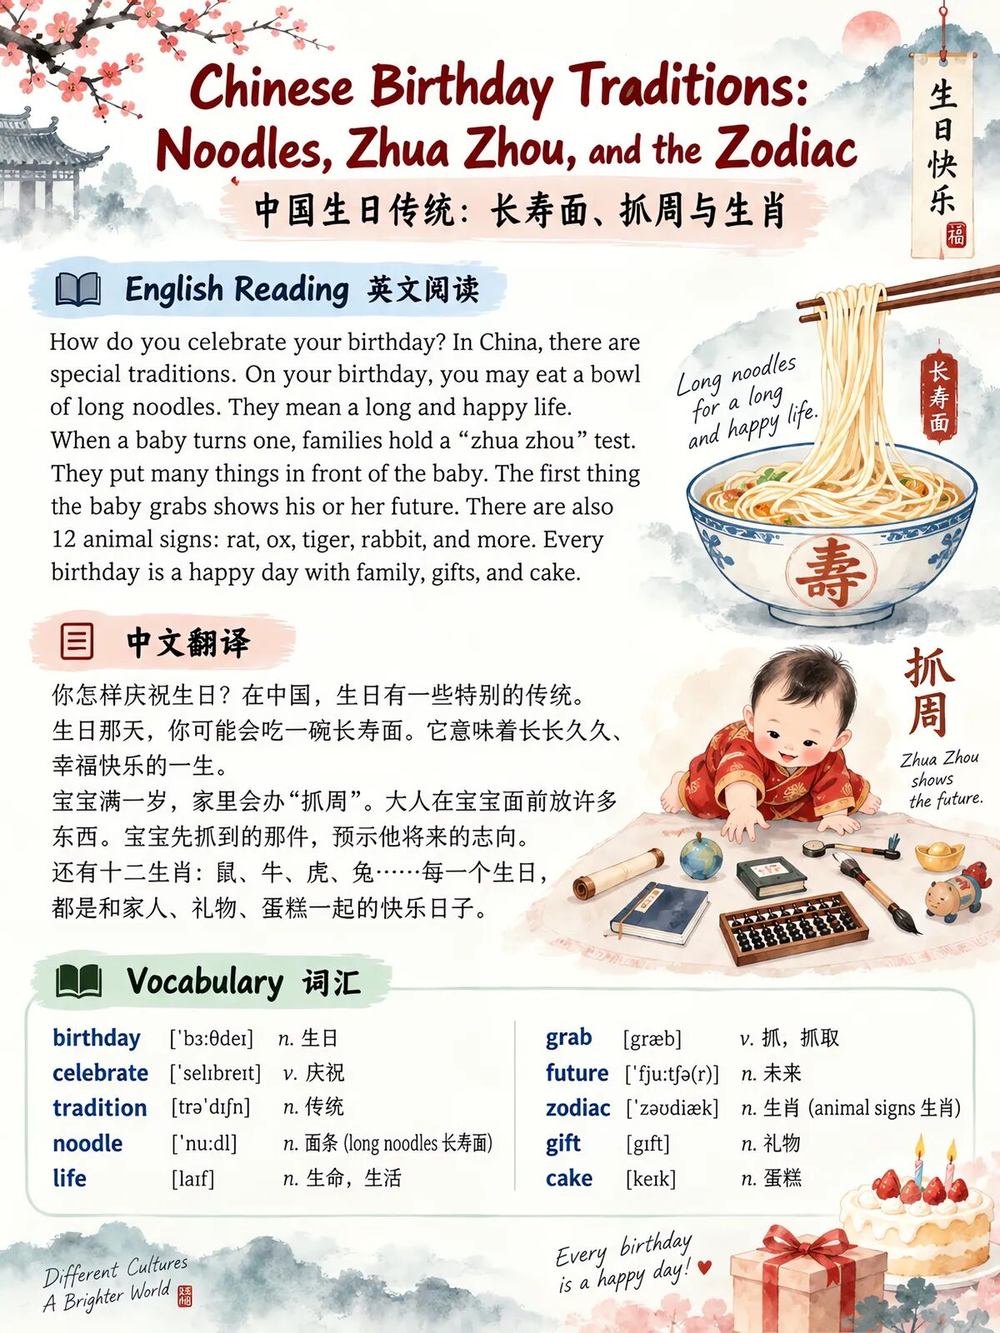 Chinese Birthday Traditions:
Noodles, Zhua Zhou, and the Zodiac
中国生日传统：长寿面、抓周与生肖
生日快乐
福
English Reading 英文阅读
How do you celebrate your birthday? In China, there are
special traditions. On your birthday, you may eat a bowl
of long noodles. They mean a long and happy life.
When a baby turns one, families hold a “zhua zhou” test.
They put many things in front of the baby. The first thing
the baby grabs shows his or her future. There are also
12 animal signs: rat, ox, tiger, rabbit, and more. Every
birthday is a happy day with family, gifts, and cake.
Long noodles
for a long
and happy life.
长寿面
寿
中文翻译
你怎样庆祝生日？在中国，生日有一些特别的传统。
生日那天，你可能会吃一碗长寿面。它意味着长长久久、
幸福快乐的一生。
宝宝满一岁，家里会办“抓周”。大人在宝宝面前放许多
东西。宝宝先抓到的那件，预示他将来的志向。
还有十二生肖：鼠、牛、虎、兔……每一个生日，
都是和家人、礼物、蛋糕一起的快乐日子。
抓周
Zhua Zhou
shows
the future.
Vocabulary 词汇
birthday [ˈbɜːθdeɪ] n. 生日
celebrate [ˈselɪbreɪt] v. 庆祝
tradition [trəˈdɪʃn] n. 传统
noodle [ˈnuːdl] n. 面条 (long noodles 长寿面)
life [laɪf] n. 生命，生活
grab [græb] v. 抓，抓取
future [ˈfjuːtʃə(r)] n. 未来
zodiac [ˈzəʊdiæk] n. 生肖 (animal signs 生肖)
gift [ɡɪft] n. 礼物
cake [keɪk] n. 蛋糕
Different Cultures
A Brighter World
Every birthday
is a happy day!